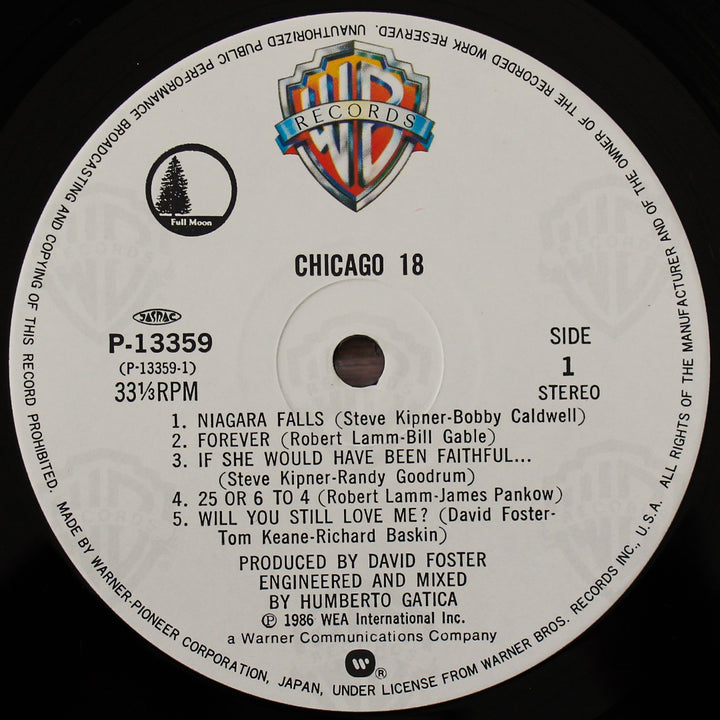 WB
RECORDS
Full Moon
CHICAGO 18
JASRAC
P-13359
(P-13359-1)
33⅓RPM
SIDE
1
STEREO
1. NIAGARA FALLS (Steve Kipner-Bobby Caldwell)
2. FOREVER (Robert Lamm-Bill Gable)
3. IF SHE WOULD HAVE BEEN FAITHFUL...
(Steve Kipner-Randy Goodrum)
4. 25 OR 6 TO 4 (Robert Lamm-James Pankow)
5. WILL YOU STILL LOVE ME? (David Foster-
Tom Keane-Richard Baskin)
PRODUCED BY DAVID FOSTER
ENGINEERED AND MIXED
BY HUMBERTO GATICA
℗ 1986 WEA International Inc.
a Warner Communications Company
®
MADE BY WARNER-PIONEER CORPORATION, JAPAN, UNDER LICENSE FROM WARNER BROS. RECORDS INC., U.S.A. ALL RIGHTS OF THE MANUFACTURER AND OF THE OWNER OF THE RECORDED WORK RESERVED. UNAUTHORIZED PUBLIC PERFORMANCE BROADCASTING AND COPYING OF THIS RECORD PROHIBITED.